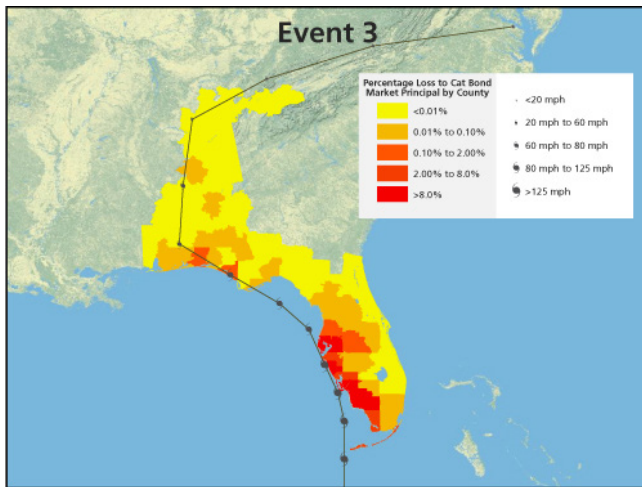 Event 3
Percentage Loss to Cat Bond
Market Principal by County
<0.01%
0.01% to 0.10%
0.10% to 2.00%
2.00% to 8.0%
>8.0%
<20 mph
20 mph to 60 mph
60 mph to 80 mph
80 mph to 125 mph
>125 mph